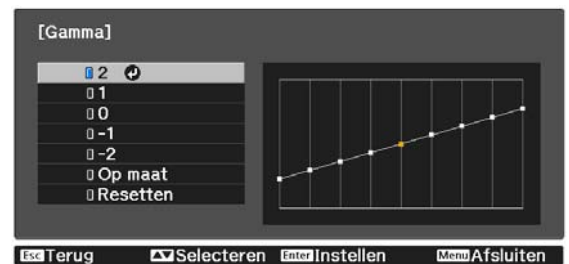 [Gamma]
2
1
0
-1
-2
Op maat
Resetten
Esc Terug Selecteren Enter Instellen Menu Afsluiten